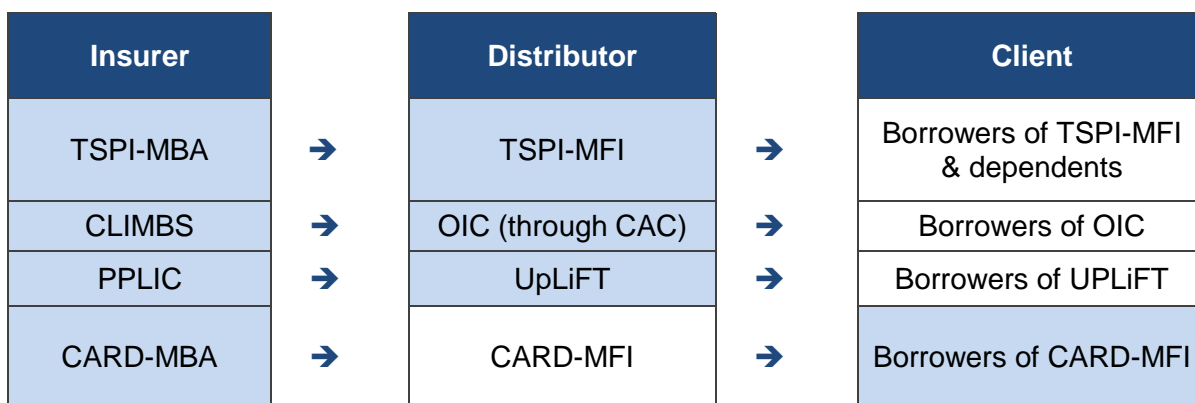 Insurer ➔ Distributor ➔ Client
TSPI-MBA ➔ TSPI-MFI ➔ Borrowers of TSPI-MFI
& dependents
CLIMBS ➔ OIC (through CAC) ➔ Borrowers of OIC
PPLIC ➔ UpLiFT ➔ Borrowers of UPLiFT
CARD-MBA ➔ CARD-MFI ➔ Borrowers of CARD-MFI